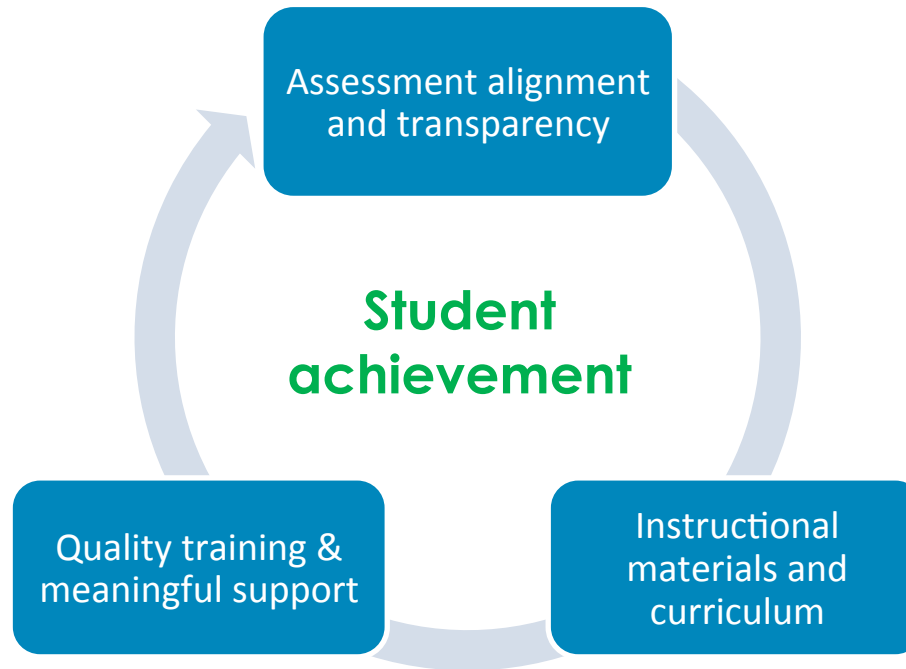 Assessment alignment
and transparency
Student
achievement
Quality training &
meaningful support
Instructional
materials and
curriculum